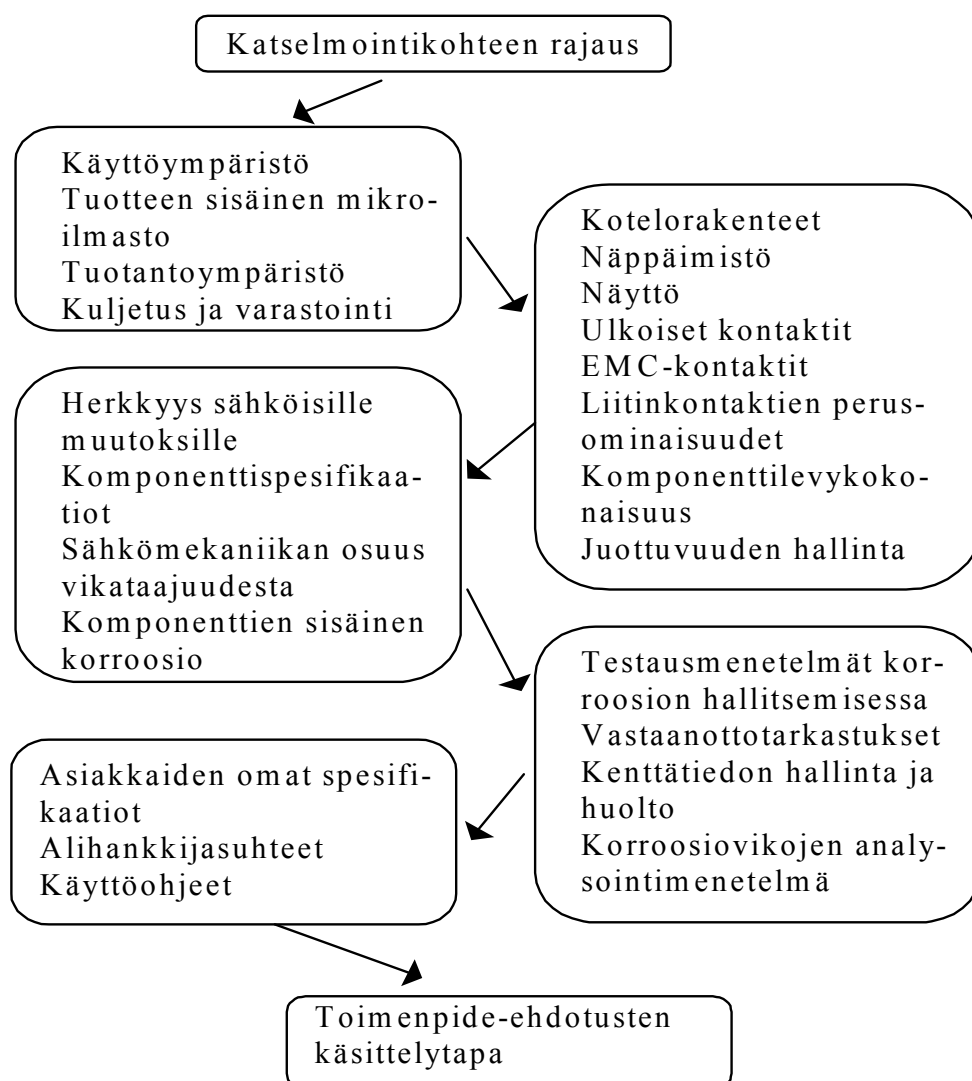 Katselmointikohteen rajaus
Käyttöympäristö
Tuotteen sisäinen mikro-
ilmasto
Tuotantoympäristö
Kuljetus ja varastointi
Kotelorakenteet
Näppäimistö
Näyttö
Ulkoiset kontaktit
EMC-kontaktit
Liitinkontaktien perus-
ominaisuudet
Komponenttilevykoko-
naisuus
Juottuvuuden hallinta
Herkkyys sähköisille
muutoksille
Komponenttispesifikaa-
tiot
Sähkömekaniikan osuus
vikataajuudesta
Komponenttien sisäinen
korroosio
Testausmenetelmät kor-
roosion hallitsemisessa
Vastaanottotarkastukset
Kenttätiedon hallinta ja
huolto
Korroosiovikojen analy-
sointimenetelmä
Asiakkaiden omat spesifi-
kaatiot
Alihankkijasuhteet
Käyttöohjeet
Toimenpide-ehdotusten
käsittelytapa